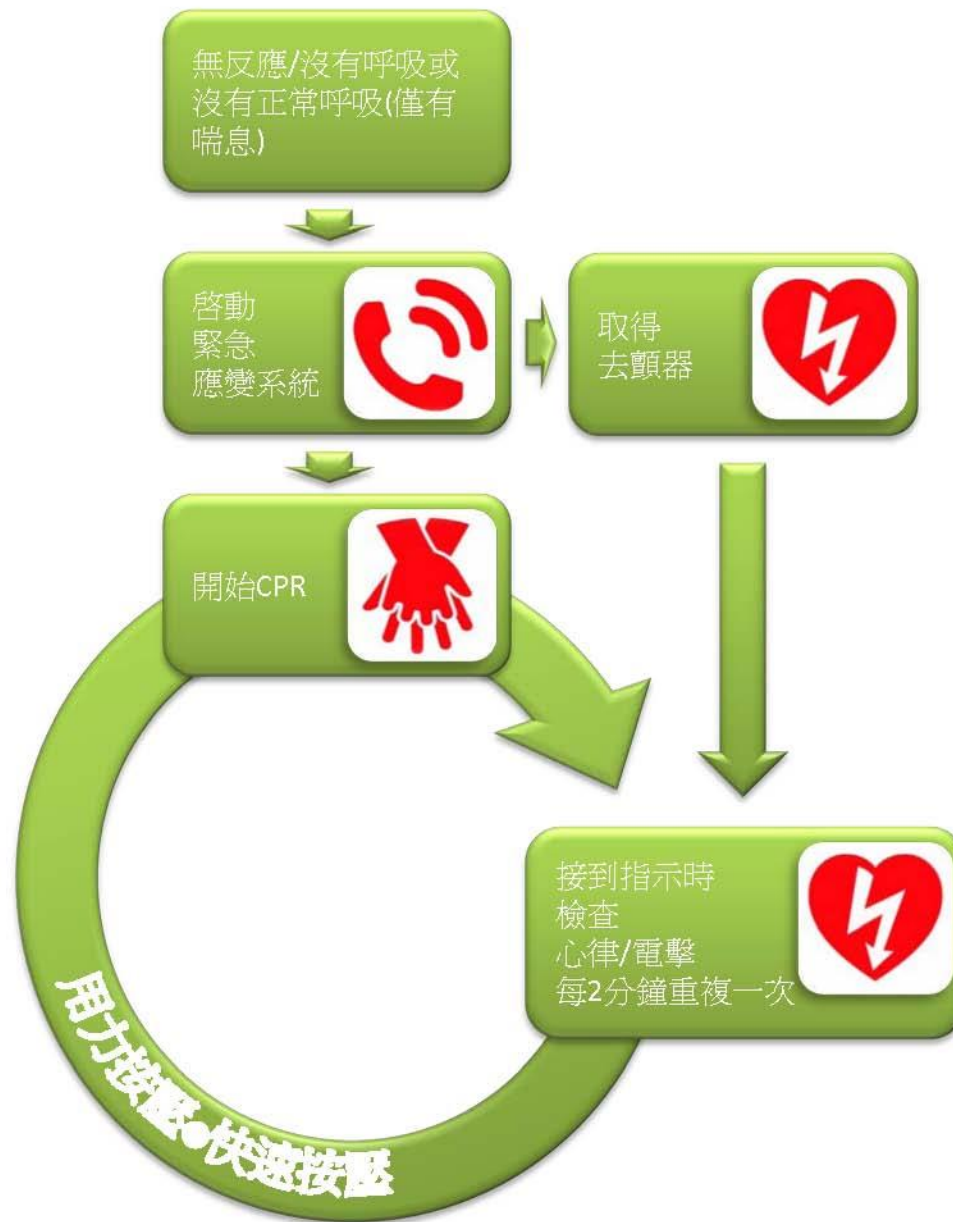 無反應/沒有呼吸或
沒有正常呼吸(僅有
喘息)
啓動
緊急
應變系統
取得
去顫器
開始CPR
接到指示時
檢查
心律/電擊
每2分鐘重複一次
用力按壓●快速按壓